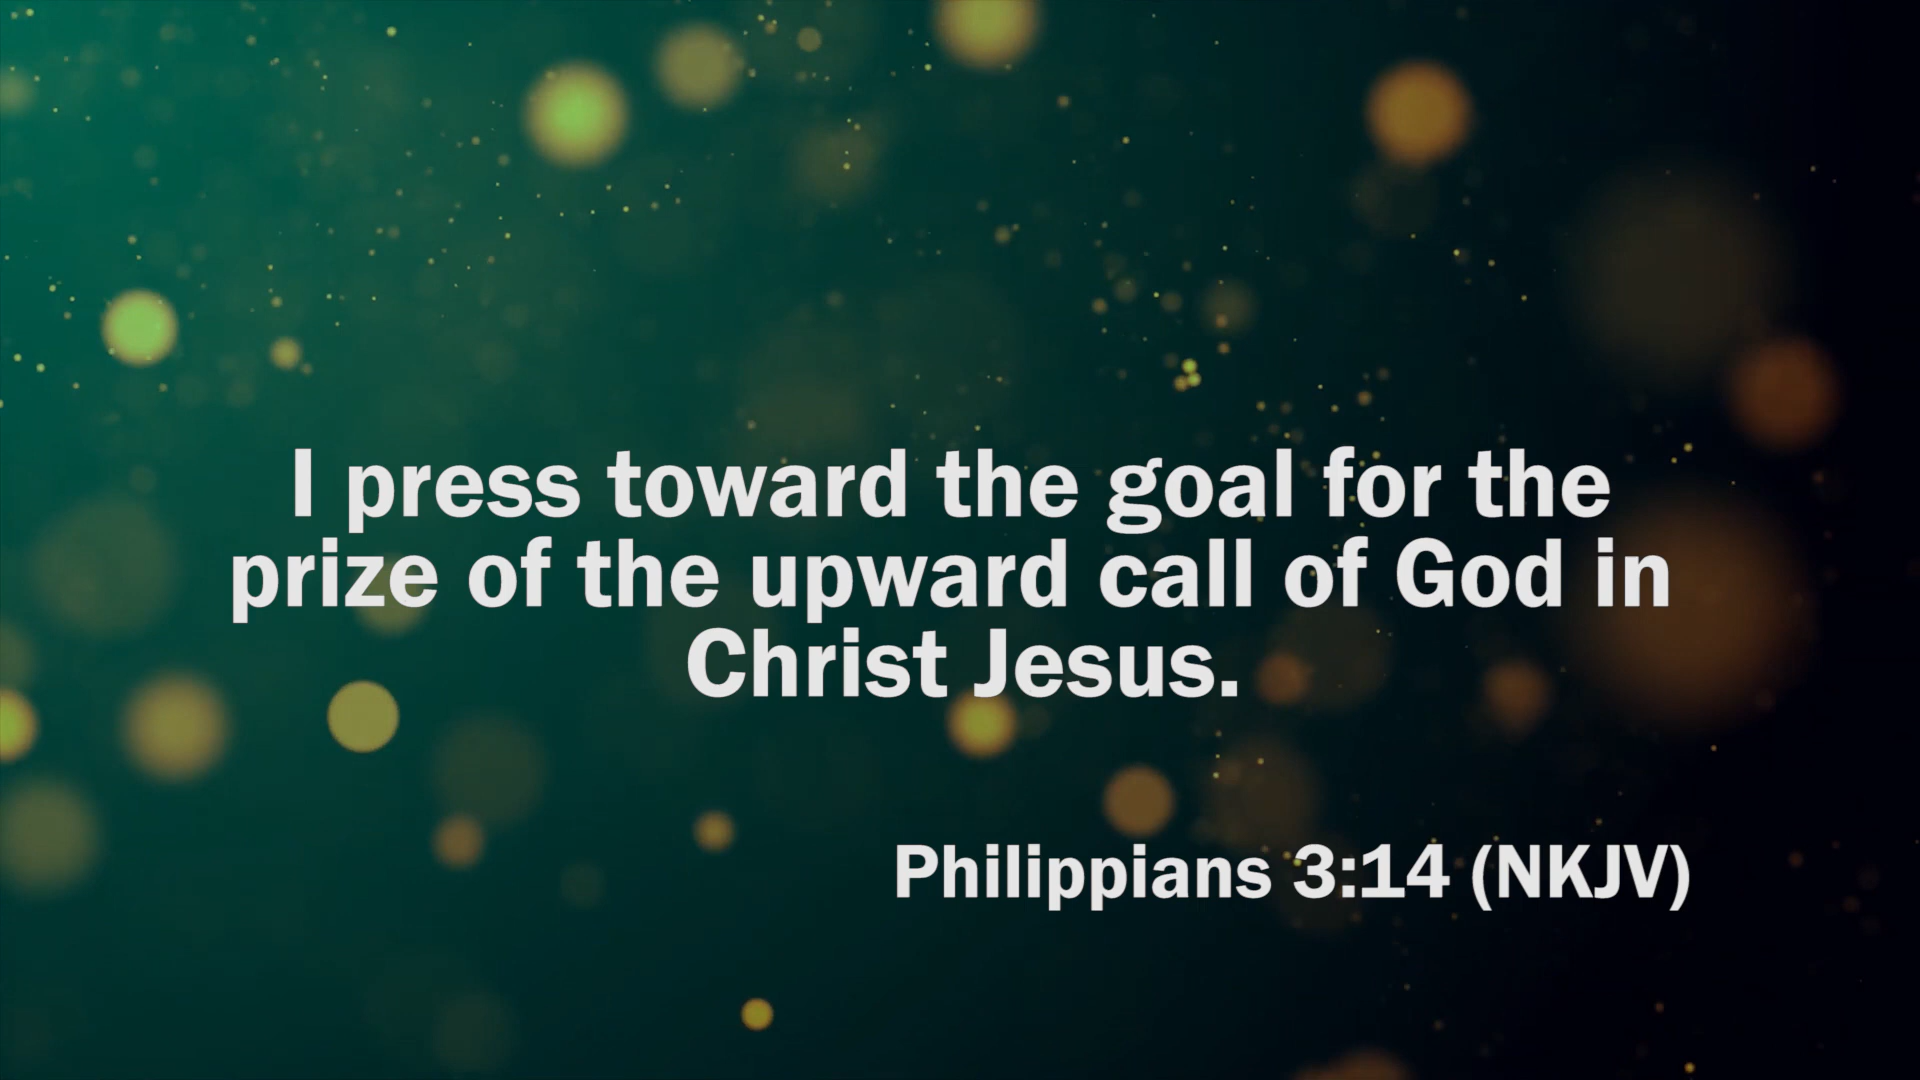 I press toward the goal for the
prize of the upward call of God in
Christ Jesus.
Philippians 3:14 (NKJV)